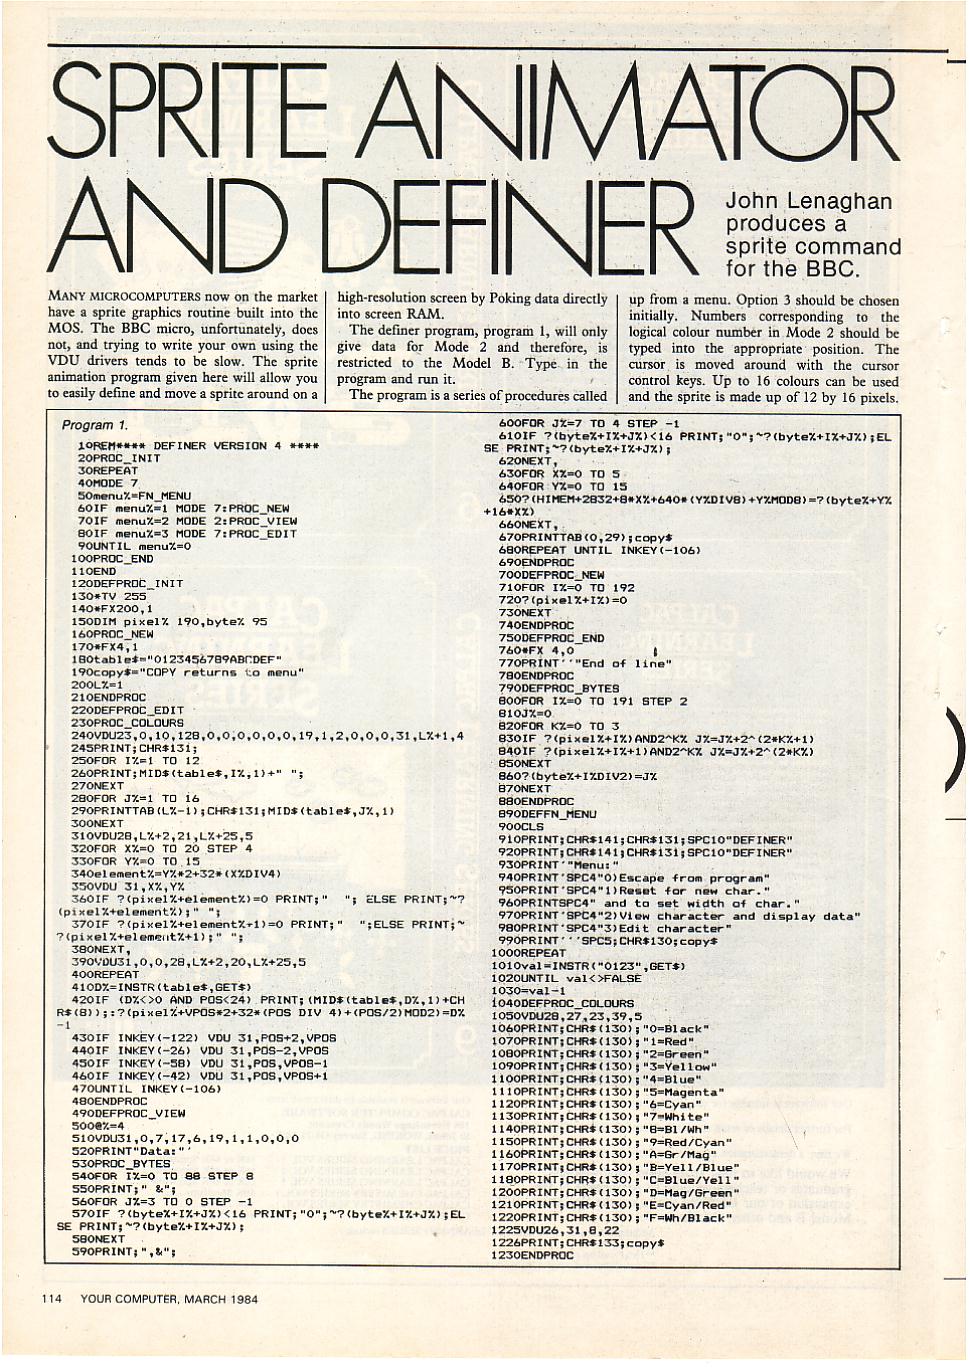 SPRITE ANIMATOR
AND DEFINER
John Lenaghan
produces a
sprite command
for the BBC.
MANY MICROCOMPUTERS now on the market
have a sprite graphics routine built into the
MOS. The BBC micro, unfortunately, does
not, and trying to write your own using the
VDU drivers tends to be slow. The sprite
animation program given here will allow you
to easily define and move a sprite around on a
high-resolution screen by Poking data directly
into screen RAM.
The definer program, program 1, will only
give data for Mode 2 and therefore, is
restricted to the Model B. Type in the
program and run it.
The program is a series of procedures called
up from a menu. Option 3 should be chosen
initially. Numbers corresponding to the
logical colour number in Mode 2 should be
typed into the appropriate position. The
cursor is moved around with the cursor
control keys. Up to 16 colours can be used
and the sprite is made up of 12 by 16 pixels.
Program 1.
10REM**** DEFINER VERSION 4 ****
20PROC_INIT
30REPEAT
40MODE 7
50menu%=FN_MENU
60IF menu%=1 MODE 7:PROC_NEW
70IF menu%=2 MODE 2:PROC_VIEW
80IF menu%=3 MODE 7:PROC_EDIT
90UNTIL menu%=0
100PROC_END
110END
120DEFPROC_INIT
130*TV 255
140*FX200,1
150DIM pixel% 190,byte% 95
160PROC_NEW
170*FX4,1
180table$="0123456789ABCDEF"
190copy$="COPY returns to menu"
200L%=1
210ENDPROC
220DEFPROC_EDIT
230PROC_COLOURS
240VDU23,0,10,128,0,0,0,0,0,0,19,1,2,0,0,0,31,L%+1,4
245PRINT;CHR$131;
250FOR I%=1 TO 12
260PRINT;MID$(table$,I%,1)+" ";
270NEXT
280FOR J%=1 TO 16
290PRINTTAB(L%-1);CHR$131;MID$(table$,J%,1)
300NEXT
310VDU28,L%+2,21,L%+25,5
320FOR X%=0 TO 20 STEP 4
330FOR Y%=0 TO 15
340element%=Y%*2+32*(X%DIV4)
350VDU 31,X%,Y%
360IF ?(pixel%+element%)=0 PRINT;"  "; ELSE PRINT;~?
(pixel%+element%);" ";
370IF ?(pixel%+element%+1)=0 PRINT;"  ";ELSE PRINT;~
?(pixel%+element%+1);" ";
380NEXT,
390VDU31,0,0,28,L%+2,20,L%+25,5
400REPEAT
410D%=INSTR(table$,GET$)
420IF (D%<>0 AND POS<24) PRINT;(MID$(table$,D%,1)+CH
R$(8));:?(pixel%+VPOS*2+32*(POS DIV 4)+(POS/2)MOD2)=D%
-1
430IF INKEY(-122) VDU 31,POS+2,VPOS
440IF INKEY(-26) VDU 31,POS-2,VPOS
450IF INKEY(-58) VDU 31,POS,VPOS-1
460IF INKEY(-42) VDU 31,POS,VPOS+1
470UNTIL INKEY(-106)
480ENDPROC
490DEFPROC_VIEW
500@%=4
510VDU31,0,7,17,6,19,1,1,0,0,0
520PRINT"Data:"'
530PROC_BYTES
540FOR I%=0 TO 88 STEP 8
550PRINT;" &";
560FOR J%=3 TO 0 STEP -1
570IF ?(byte%+I%+J%)<16 PRINT;"0";~?(byte%+I%+J%);EL
SE PRINT;~?(byte%+I%+J%);
580NEXT
590PRINT;",&";
600FOR J%=7 TO 4 STEP -1
610IF ?(byte%+I%+J%)<16 PRINT;"0";~?(byte%+I%+J%);EL
SE PRINT;~?(byte%+I%+J%);
620NEXT,
630FOR X%=0 TO 5
640FOR Y%=0 TO 15
650?(HIMEM+2832+8*X%+640*(Y%DIV8)+Y%MOD8)=?(byte%+Y%
+16*X%)
660NEXT,
670PRINTTAB(0,29);copy$
680REPEAT UNTIL INKEY(-106)
690ENDPROC
700DEFPROC_NEW
710FOR I%=0 TO 192
720?(pixel%+I%)=0
730NEXT
740ENDPROC
750DEFPROC_END
760*FX 4,0
770PRINT''"End of line"
780ENDPROC
790DEFPROC_BYTES
800FOR I%=0 TO 191 STEP 2
810J%=0
820FOR K%=0 TO 3
830IF ?(pixel%+I%)AND2^K% J%=J%+2^(2*K%+1)
840IF ?(pixel%+I%+1)AND2^K% J%=J%+2^(2*K%)
850NEXT
860?(byte%+I%DIV2)=J%
870NEXT
880ENDPROC
890DEFFN_MENU
900CLS
910PRINT;CHR$141;CHR$131;SPC10"DEFINER"
920PRINT;CHR$141;CHR$131;SPC10"DEFINER"
930PRINT'"Menu:"
940PRINT'SPC4"0)Escape from program"
950PRINT'SPC4"1)Reset for new char."
960PRINTSPC4" and to set width of char."
970PRINT'SPC4"2)View character and display data"
980PRINT'SPC4"3)Edit character"
990PRINT'''SPC5;CHR$130;copy$
1000REPEAT
1010val=INSTR("0123",GET$)
1020UNTIL val<>FALSE
1030=val-1
1040DEFPROC_COLOURS
1050VDU28,27,23,39,5
1060PRINT;CHR$(130);"0=Black"
1070PRINT;CHR$(130);"1=Red"
1080PRINT;CHR$(130);"2=Green"
1090PRINT;CHR$(130);"3=Yellow"
1100PRINT;CHR$(130);"4=Blue"
1110PRINT;CHR$(130);"5=Magenta"
1120PRINT;CHR$(130);"6=Cyan"
1130PRINT;CHR$(130);"7=White"
1140PRINT;CHR$(130);"8=Bl/Wh"
1150PRINT;CHR$(130);"9=Red/Cyan"
1160PRINT;CHR$(130);"A=Gr/Mag"
1170PRINT;CHR$(130);"B=Yell/Blue"
1180PRINT;CHR$(130);"C=Blue/Yell"
1200PRINT;CHR$(130);"D=Mag/Green"
1210PRINT;CHR$(130);"E=Cyan/Red"
1220PRINT;CHR$(130);"F=Wh/Black"
1225VDU26,31,8,22
1226PRINT;CHR$133;copy$
1230ENDPROC
114 YOUR COMPUTER, MARCH 1984